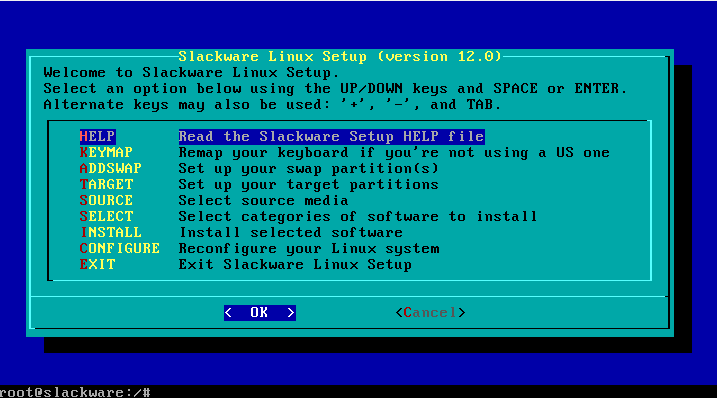 Slackware Linux Setup (version 12.0)
Welcome to Slackware Linux Setup.
Select an option below using the UP/DOWN keys and SPACE or ENTER.
Alternate keys may also be used: '+', '-', and TAB.
HELP Read the Slackware Setup HELP file
KEYMAP Remap your keyboard if you're not using a US one
ADDSWAP Set up your swap partition(s)
TARGET Set up your target partitions
SOURCE Select source media
SELECT Select categories of software to install
INSTALL Install selected software
CONFIGURE Reconfigure your Linux system
EXIT Exit Slackware Linux Setup
< OK > <Cancel>
root@slackware:/#